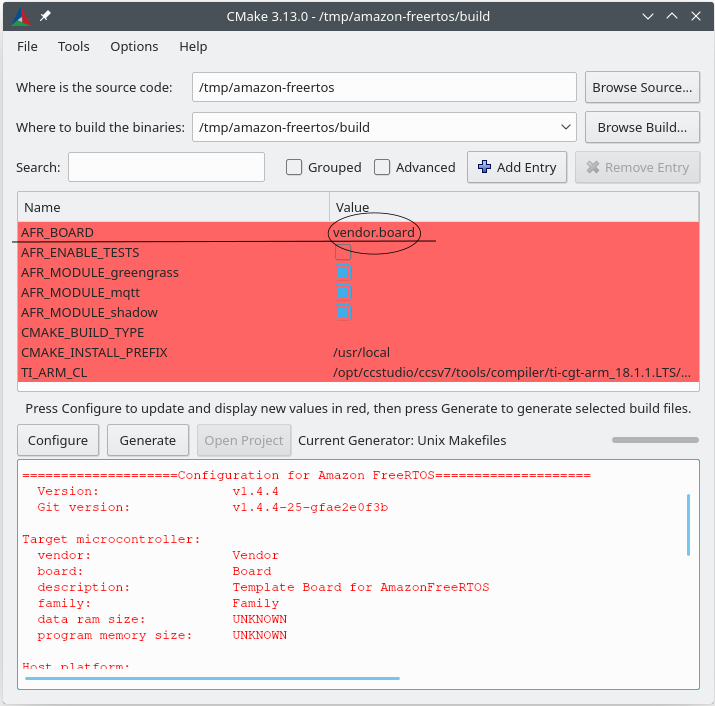 CMake 3.13.0 - /tmp/amazon-freertos/build
File Tools Options Help
Where is the source code: /tmp/amazon-freertos Browse Source...
Where to build the binaries: /tmp/amazon-freertos/build Browse Build...
Search: Grouped Advanced Add Entry Remove Entry
Name Value
AFR_BOARD vendor.board
AFR_ENABLE_TESTS
AFR_MODULE_greengrass
AFR_MODULE_mqtt
AFR_MODULE_shadow
CMAKE_BUILD_TYPE
CMAKE_INSTALL_PREFIX /usr/local
TI_ARM_CL /opt/ccstudio/ccsv7/tools/compiler/ti-cgt-arm_18.1.1.LTS/...
Press Configure to update and display new values in red, then press Generate to generate selected build files.
Configure Generate Open Project Current Generator: Unix Makefiles
====================Configuration for Amazon FreeRTOS====================
Version: v1.4.4
Git version: v1.4.4-25-gfae2e0f3b
Target microcontroller:
vendor: Vendor
board: Board
description: Template Board for AmazonFreeRTOS
family: Family
data ram size: UNKNOWN
program memory size: UNKNOWN
Host platform: